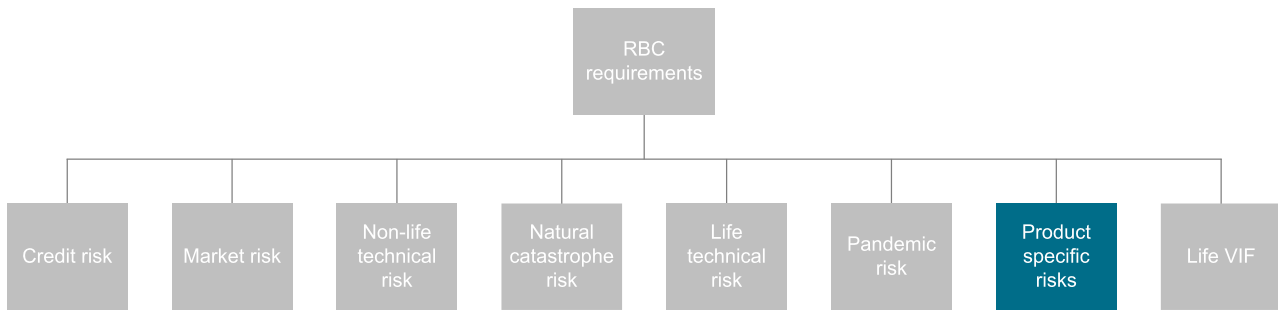 RBC
requirements
Credit risk
Market risk
Non-life
technical
risk
Natural
catastrophe
risk
Life
technical
risk
Pandemic
risk
Product
specific
risks
Life VIF